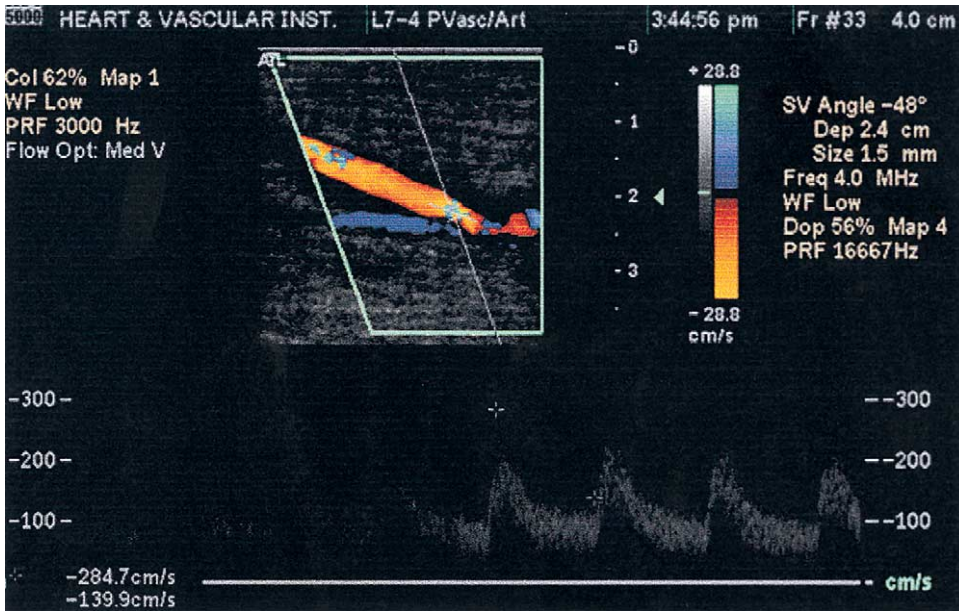 5000 HEART & VASCULAR INST. L7-4 PVasc/Art 3:44:56 pm Fr #33 4.0 cm
ATL
Col 62% Map 1
WF Low
PRF 3000 Hz
Flow Opt: Med V
-0
-1
-2
-3
+ 28.8
- 28.8
cm/s
SV Angle -48°
Dep 2.4 cm
Size 1.5 mm
Freq 4.0 MHz
WF Low
Dop 56% Map 4
PRF 16667Hz
-300- --300
-200- --200
-100- --100
-284.7cm/s
-139.9cm/s
- cm/s